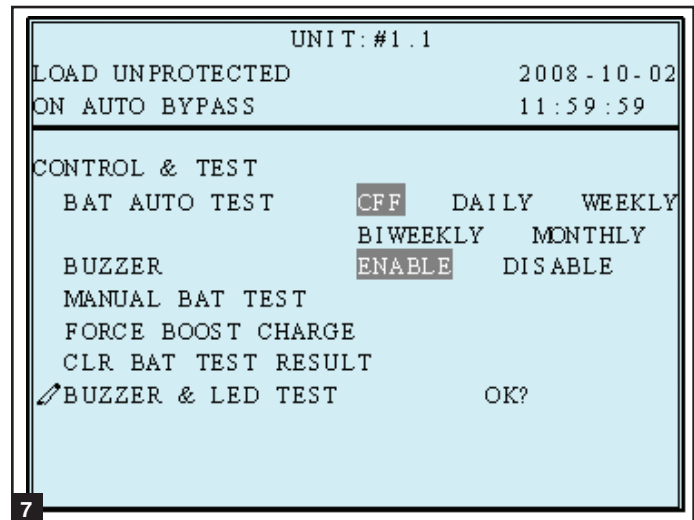 UNIT:#1.1
LOAD UNPROTECTED 2008-10-02
ON AUTO BYPASS 11:59:59
CONTROL & TEST
BAT AUTO TEST CFF DAILY WEEKLY
BIWEEKLY MONTHLY
BUZZER ENABLE DISABLE
MANUAL BAT TEST
FORCE BOOST CHARGE
CLR BAT TEST RESULT
BUZZER & LED TEST OK?
7